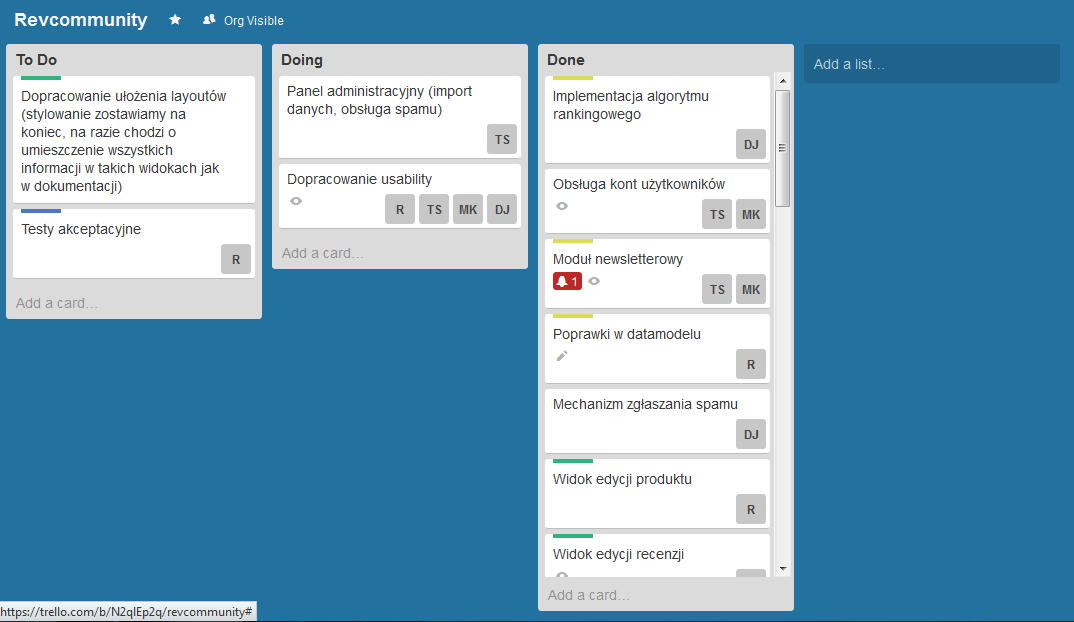 Revcommunity
Org Visible
To Do
Dopracowanie ułożenia layoutów
(stylowanie zostawiamy na
koniec, na razie chodzi o
umieszczenie wszystkich
informacji w takich widokach jak
w dokumentacji)
Testy akceptacyjne
R
Add a card...
Doing
Panel administracyjny (import
danych, obsługa spamu)
TS
Dopracowanie usability
R TS MK DJ
Add a card...
Done
Implementacja algorytmu
rankingowego
DJ
Obsługa kont użytkowników
TS MK
Moduł newsletterowy
1
TS MK
Poprawki w datamodelu
R
Mechanizm zgłaszania spamu
DJ
Widok edycji produktu
R
Widok edycji recenzji
Add a card...
Add a list...
https://trello.com/b/N2qlEp2q/revcommunity#